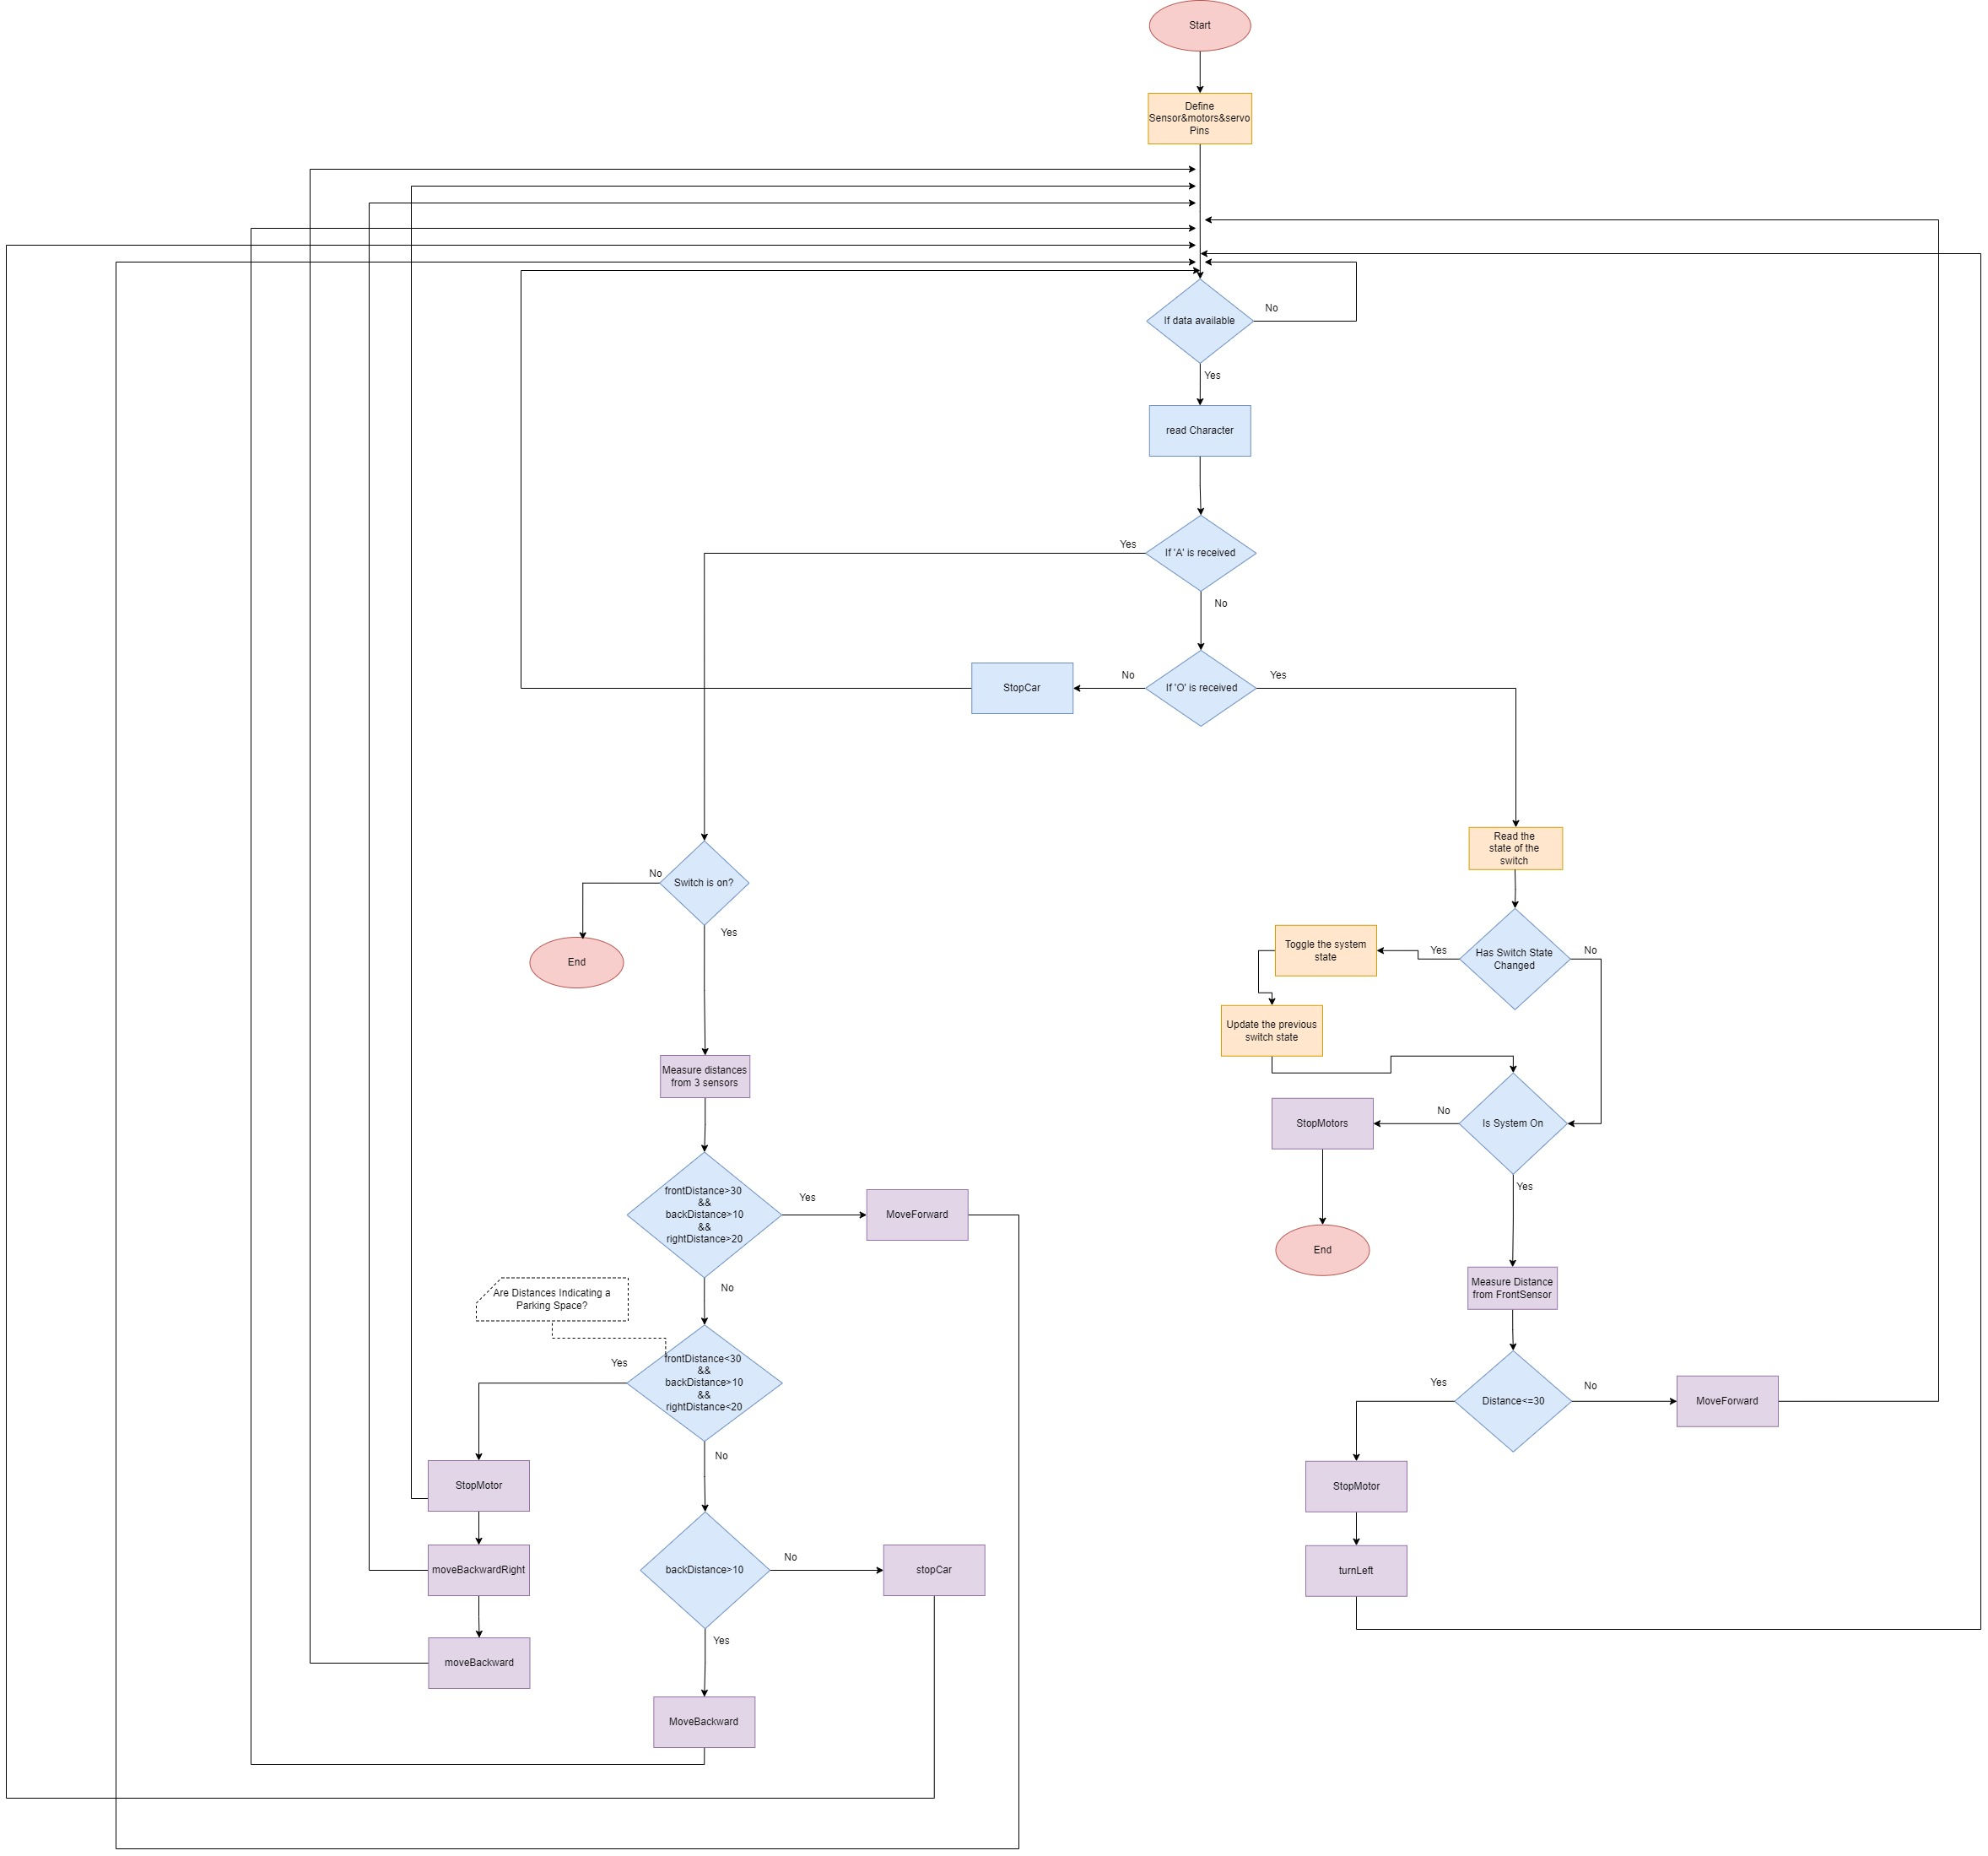 Start
Define
Sensor&motors&servo
Pins
If data available
No
Yes
read Character
If 'A' is received
Yes
No
If 'O' is received
No
Yes
StopCar
Switch is on?
No
Yes
End
Measure distances
from 3 sensors
frontDistance>30
&&
backDistance>10
&&
rightDistance>20
Yes
MoveForward
No
Are Distances Indicating a
Parking Space?
frontDistance<30
&&
backDistance>10
&&
rightDistance<20
Yes
No
StopMotor
moveBackwardRight
moveBackward
backDistance>10
No
stopCar
Yes
MoveBackward
Read the
state of the
switch
Has Switch State
Changed
Yes
No
Toggle the system
state
Update the previous
switch state
Is System On
No
StopMotors
End
Yes
Measure Distance
from FrontSensor
Distance<=30
Yes
No
MoveForward
StopMotor
turnLeft